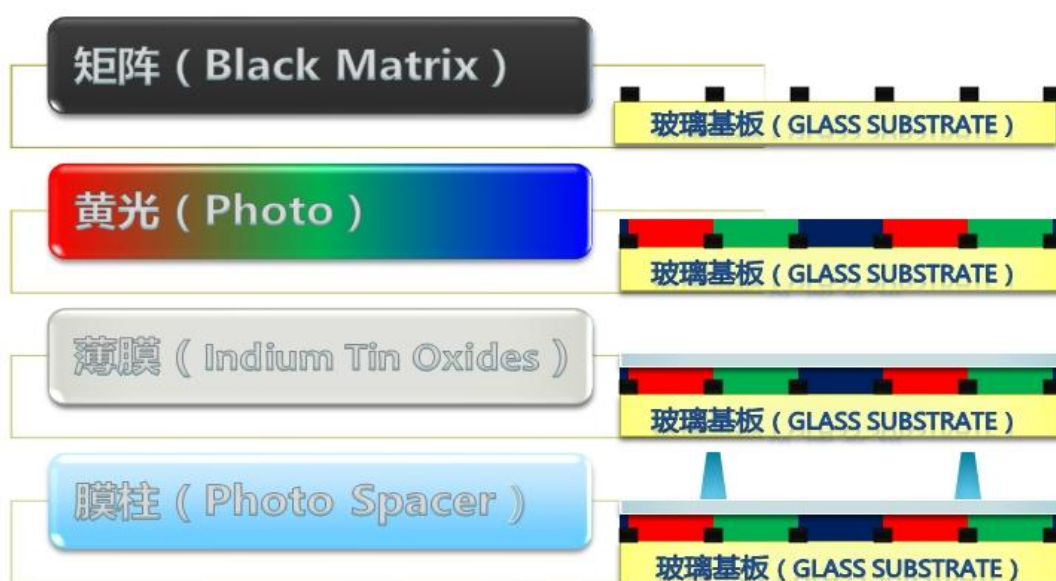 矩阵（Black Matrix）
玻璃基板（GLASS SUBSTRATE）
黄光（Photo）
玻璃基板（GLASS SUBSTRATE）
薄膜（Indium Tin Oxides）
玻璃基板（GLASS SUBSTRATE）
膜柱（Photo Spacer）
玻璃基板（GLASS SUBSTRATE）